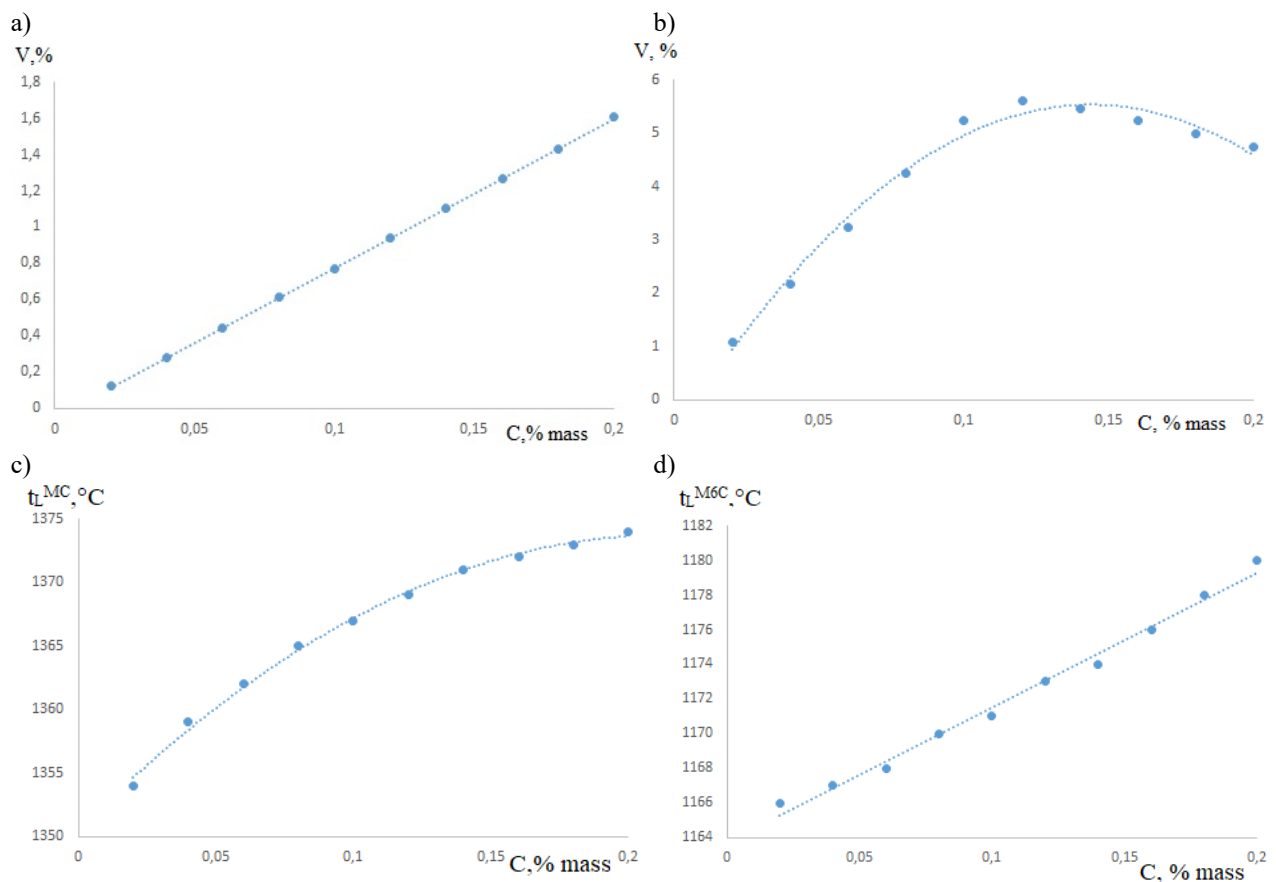 a)
V,%
1,8
1,6
1,4
1,2
1
0,8
0,6
0,4
0,2
0
0 0,05 0,1 0,15 0,2
C,% mass
b)
V, %
6
5
4
3
2
1
0
0 0,05 0,1 0,15 0,2
C, % mass
c)
tL^MC,°C
1375
1370
1365
1360
1355
1350
0 0,05 0,1 0,15 0,2
C,% mass
d)
tL^M6C,°C
1182
1180
1178
1176
1174
1172
1170
1168
1166
1164
0 0,05 0,1 0,15 0,2
C, % mass